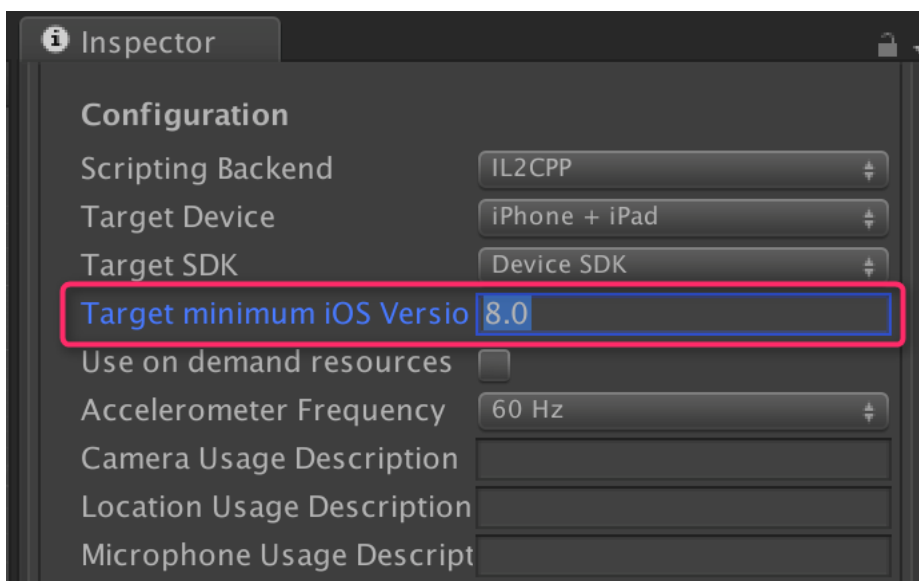 Inspector
Configuration
Scripting Backend IL2CPP
Target Device iPhone + iPad
Target SDK Device SDK
Target minimum iOS Versio 8.0
Use on demand resources
Accelerometer Frequency 60 Hz
Camera Usage Description
Location Usage Description
Microphone Usage Descript